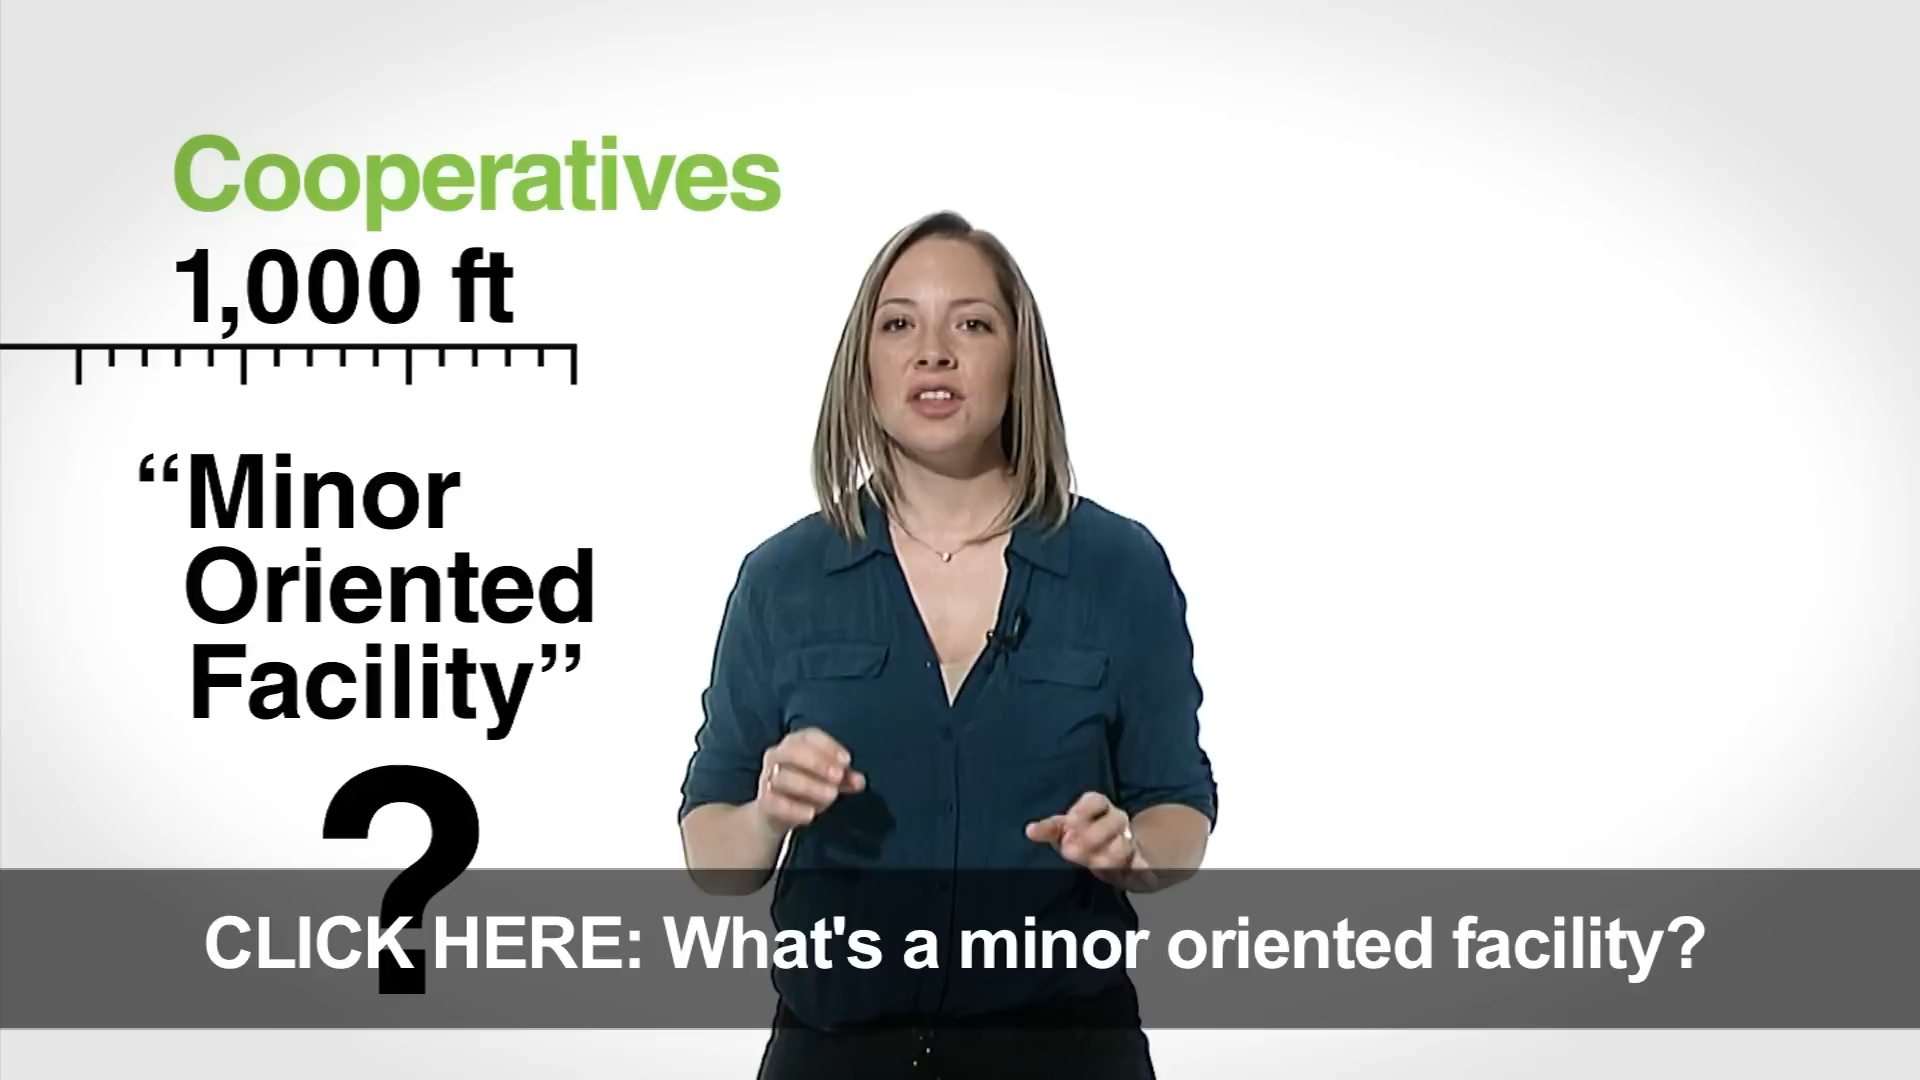 Cooperatives
1,000 ft
“Minor
Oriented
Facility”
?
CLICK HERE: What's a minor oriented facility?